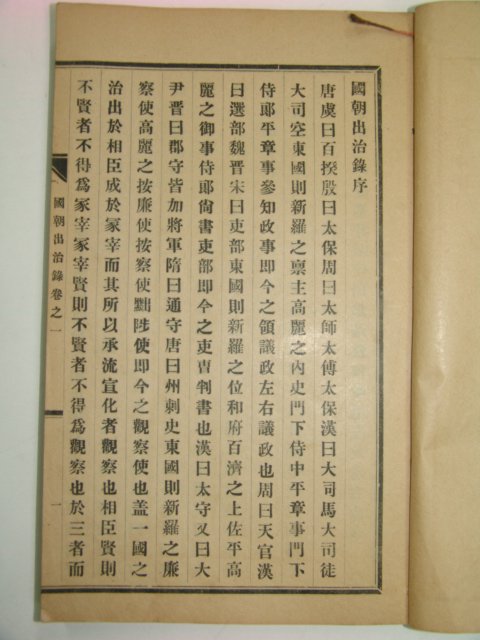 國朝出治錄序
唐虞曰百揆殷曰太保周曰太師太傅太保漢曰大司馬大司徒
大司空東國則新羅之稟主高麗之內史門下侍中平章事門下
侍郞平章事參知政事卽今之領議政左右議政也周曰天官漢
曰選部魏晋宋曰吏部東國則新羅之位和府百濟之上佐平高
麗之御事侍郞尙書吏部卽今之吏曺判書也漢曰太守又曰大
尹晋曰郡守皆加將軍隋曰通守唐曰州刺史東國則新羅之廉
察使高麗之按廉使按察使黜陟使卽今之觀察使也盖一國之
治出於相臣成於冢宰而其所以承流宣化者觀察也相臣賢則
不賢者不得爲冢宰冢宰賢則不賢者不得爲觀察也於三者而
國朝出治錄卷之一
一